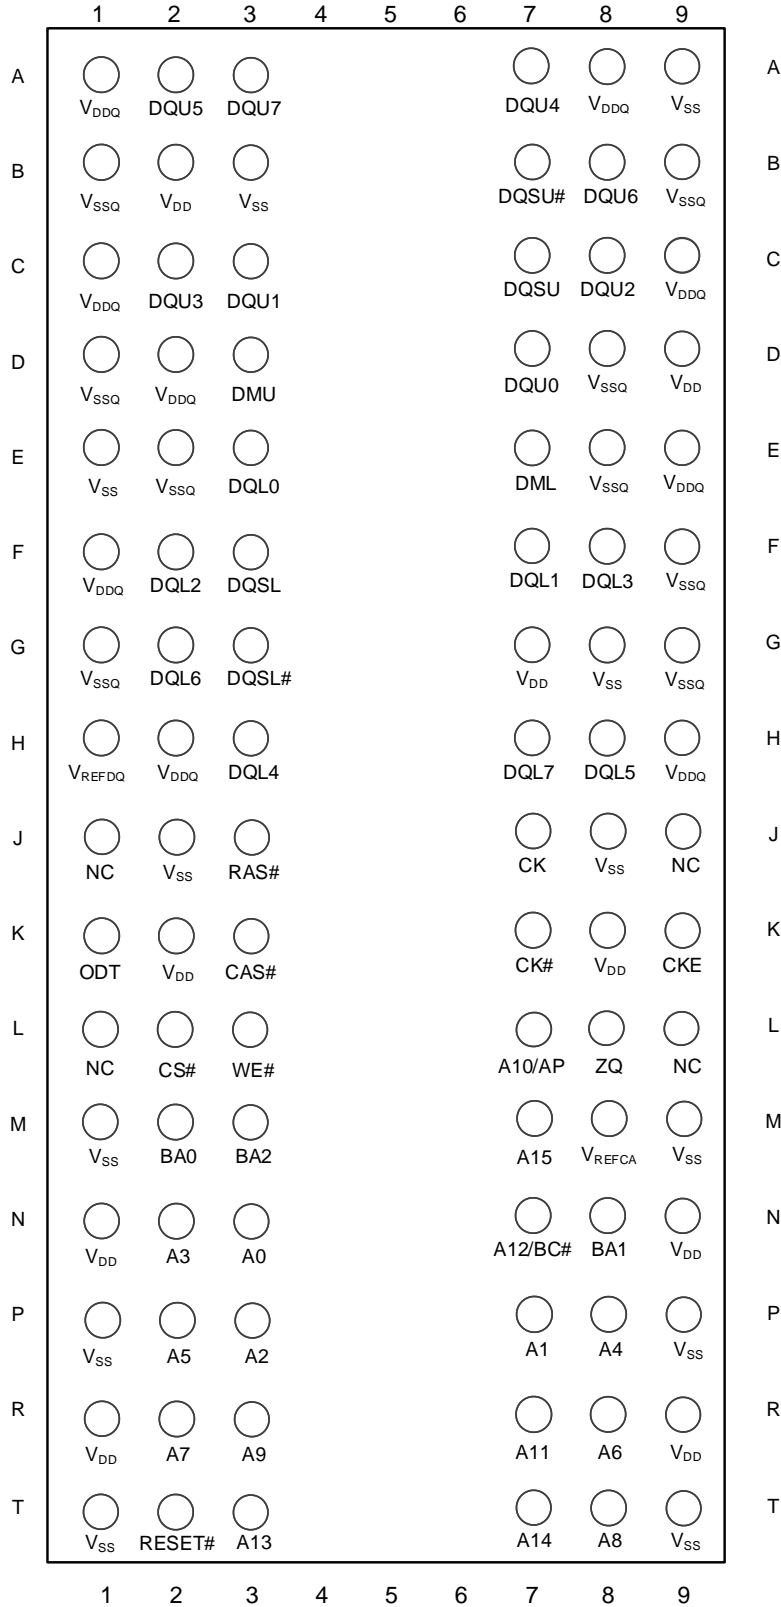 1 2 3 4 5 6 7 8 9
A A
VDDQ DQU5 DQU7 DQU4 VDDQ VSS
B B
VSSQ VDD VSS DQSU# DQU6 VSSQ
C C
VDDQ DQU3 DQU1 DQSU DQU2 VDDQ
D D
VSSQ VDDQ DMU DQU0 VSSQ VDD
E E
VSS VSSQ DQL0 DML VSSQ VDDQ
F F
VDDQ DQL2 DQSL DQL1 DQL3 VSSQ
G G
VSSQ DQL6 DQSL# VDD VSS VSSQ
H H
VREFDQ VDDQ DQL4 DQL7 DQL5 VDDQ
J J
NC VSS RAS# CK VSS NC
K K
ODT VDD CAS# CK# VDD CKE
L L
NC CS# WE# A10/AP ZQ NC
M M
VSS BA0 BA2 A15 VREFCA VSS
N N
VDD A3 A0 A12/BC# BA1 VDD
P P
VSS A5 A2 A1 A4 VSS
R R
VDD A7 A9 A11 A6 VDD
T T
VSS RESET# A13 A14 A8 VSS
1 2 3 4 5 6 7 8 9